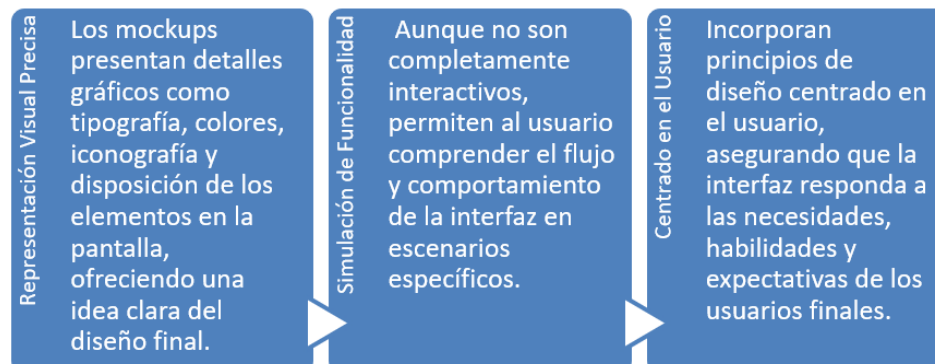 Representación Visual Precisa
Los mockups
presentan detalles
gráficos como
tipografía, colores,
iconografía y
disposición de los
elementos en la
pantalla,
ofreciendo una
idea clara del
diseño final.
Simulación de Funcionalidad
Aunque no son
completamente
interactivos,
permiten al usuario
comprender el flujo
y comportamiento
de la interfaz en
escenarios
específicos.
Centrado en el Usuario
Incorporan
principios de
diseño centrado en
el usuario,
asegurando que la
interfaz responda a
las necesidades,
habilidades y
expectativas de los
usuarios finales.